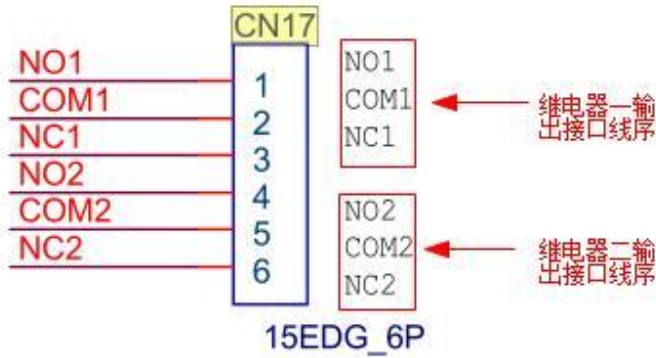 CN17
NO1
COM1
NC1
NO2
COM2
NC2
1
2
3
4
5
6
NO1
COM1
NC1
继电器一输
出接口线序
NO2
COM2
NC2
继电器二输
出接口线序
15EDG_6P